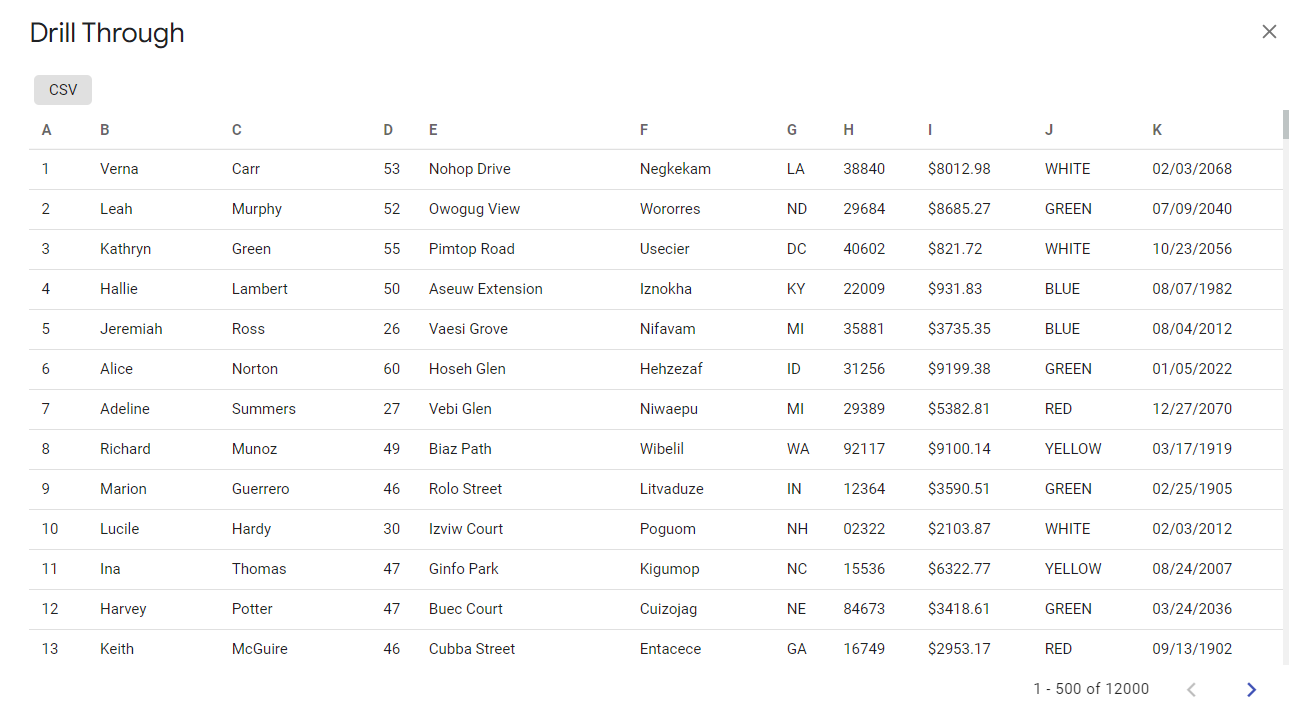 Drill Through
CSV
A B C D E F G H I J K
1 Verna Carr 53 Nohop Drive Negkekam LA 38840 $8012.98 WHITE 02/03/2068
2 Leah Murphy 52 Owogug View Wororres ND 29684 $8685.27 GREEN 07/09/2040
3 Kathryn Green 55 Pimtop Road Usecier DC 40602 $821.72 WHITE 10/23/2056
4 Hallie Lambert 50 Aseuw Extension Iznokha KY 22009 $931.83 BLUE 08/07/1982
5 Jeremiah Ross 26 Vaesi Grove Nifavam MI 35881 $3735.35 BLUE 08/04/2012
6 Alice Norton 60 Hoseh Glen Hehzezaf ID 31256 $9199.38 GREEN 01/05/2022
7 Adeline Summers 27 Vebi Glen Niwaepu MI 29389 $5382.81 RED 12/27/2070
8 Richard Munoz 49 Biaz Path Wibelil WA 92117 $9100.14 YELLOW 03/17/1919
9 Marion Guerrero 46 Rolo Street Litvaduze IN 12364 $3590.51 GREEN 02/25/1905
10 Lucile Hardy 30 Izviw Court Poguom NH 02322 $2103.87 WHITE 02/03/2012
11 Ina Thomas 47 Ginfo Park Kigumop NC 15536 $6322.77 YELLOW 08/24/2007
12 Harvey Potter 47 Buec Court Cuizojag NE 84673 $3418.61 GREEN 03/24/2036
13 Keith McGuire 46 Cubba Street Entacece GA 16749 $2953.17 RED 09/13/1902
1 - 500 of 12000